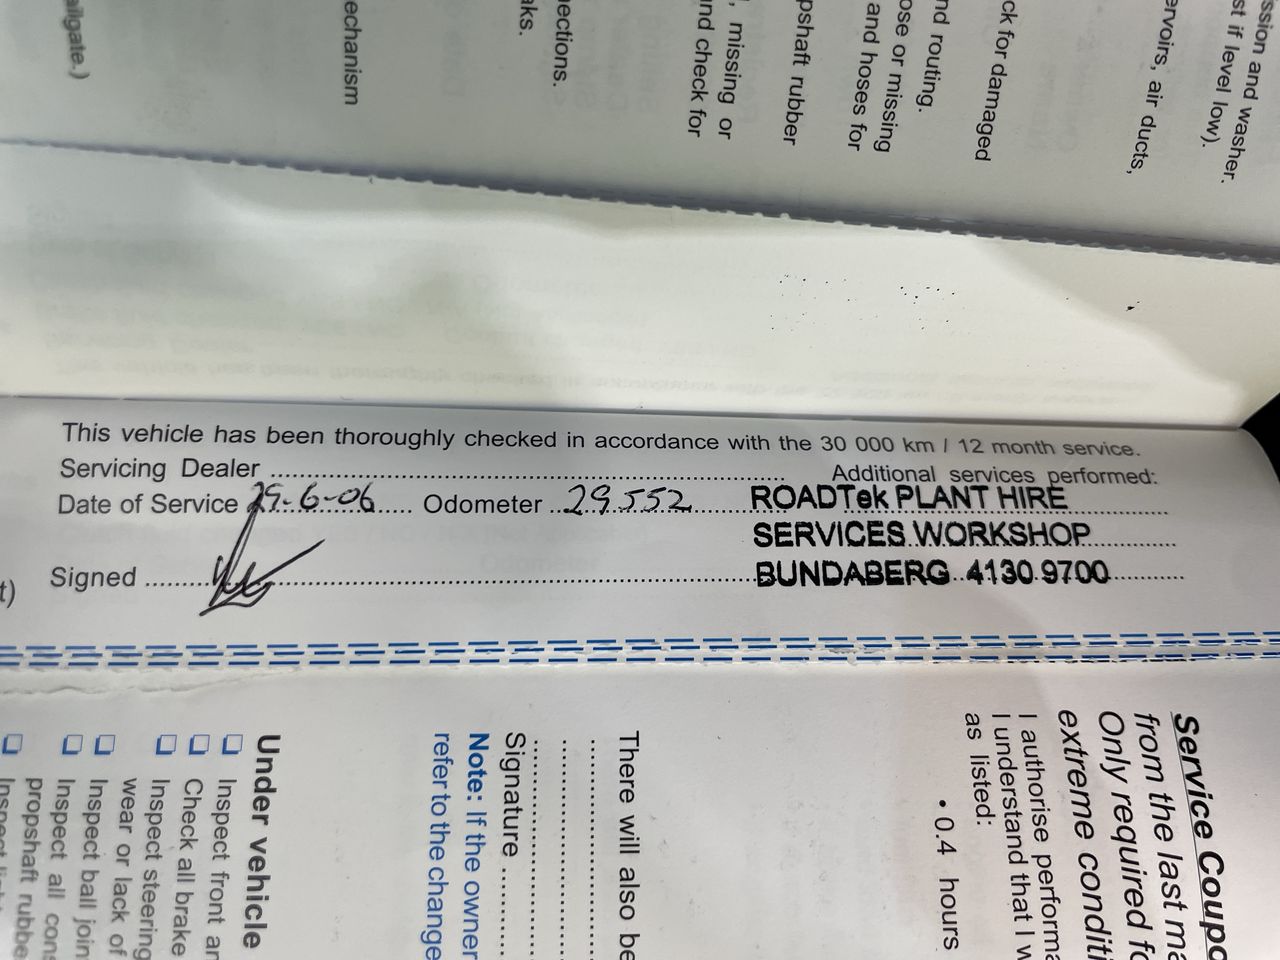 ssion and washer.
st if level low).
ervoirs, air ducts,
ck for damaged
nd routing.
ose or missing
and hoses for
pshaft rubber
, missing or
nd check for
ections.
aks.
echanism
ailgate.)
This vehicle has been thoroughly checked in accordance with the 30 000 km / 12 month service.
Servicing Dealer
Additional services performed:
Date of Service 29-6-06 Odometer 29552
ROADTek PLANT HIRE
SERVICES WORKSHOP
BUNDABERG 4130 9700
Signed
t)
Service Coupo
from the last ma
Only required fo
extreme conditi
I authorise performa
I understand that I w
as listed:
• 0.4 hours
There will also be
Signature
Note: If the owner
refer to the change
Under vehicle
Inspect front an
Check all brake
Inspect steering
wear or lack of
Inspect ball join
Inspect all cons
propshaft rubbe